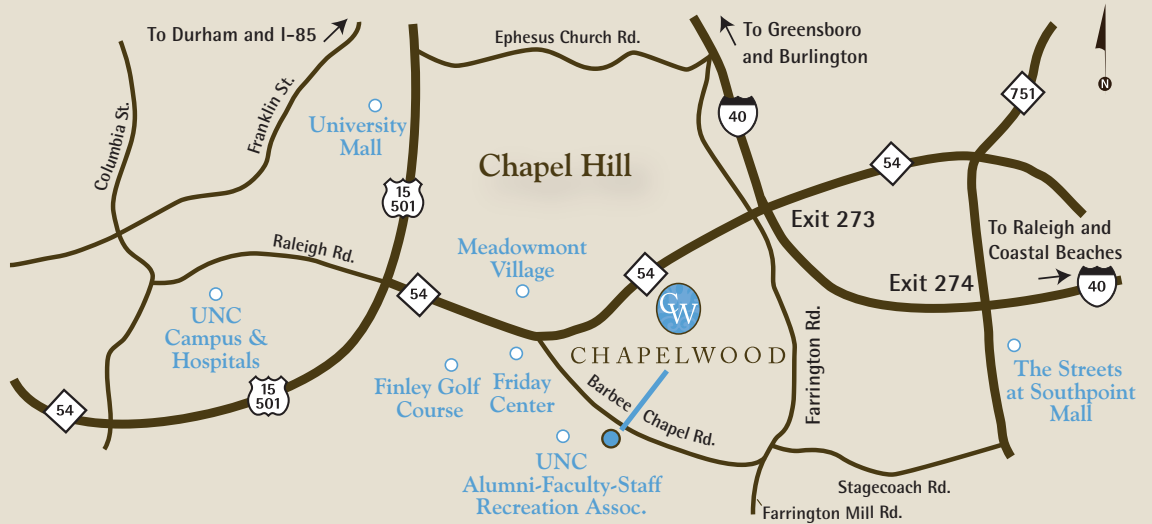 To Durham and I-85
Ephesus Church Rd.
To Greensboro
and Burlington
40
751
N
Columbia St.
Franklin St.
University
Mall
Chapel Hill
54
15
501
Exit 273
To Raleigh and
Coastal Beaches
Raleigh Rd.
Meadowmont
Village
54
54
Exit 274
40
CW
UNC
Campus &
Hospitals
CHAPELWOOD
Farrington Rd.
Finley Golf
Course
Friday
Center
Barbee Chapel Rd.
The Streets
at Southpoint
Mall
15
501
54
UNC
Alumni-Faculty-Staff
Recreation Assoc.
Stagecoach Rd.
Farrington Mill Rd.